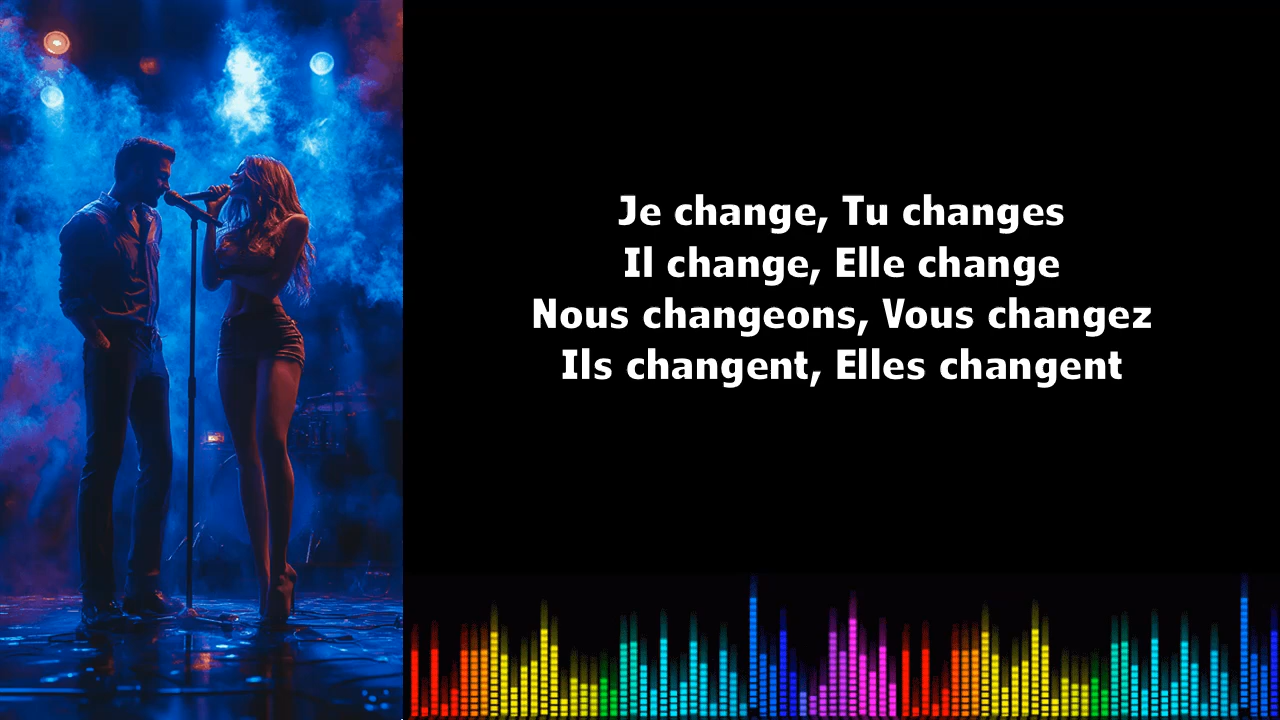 Je change, Tu changes
Il change, Elle change
Nous changeons, Vous changez
Ils changent, Elles changent